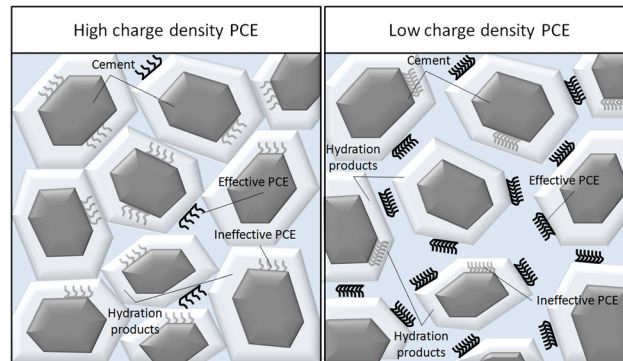 High charge density PCE
Cement
Effective PCE
Ineffective PCE
Hydration
products
Low charge density PCE
Cement
Hydration
products
Effective PCE
Ineffective PCE
Hydration
products